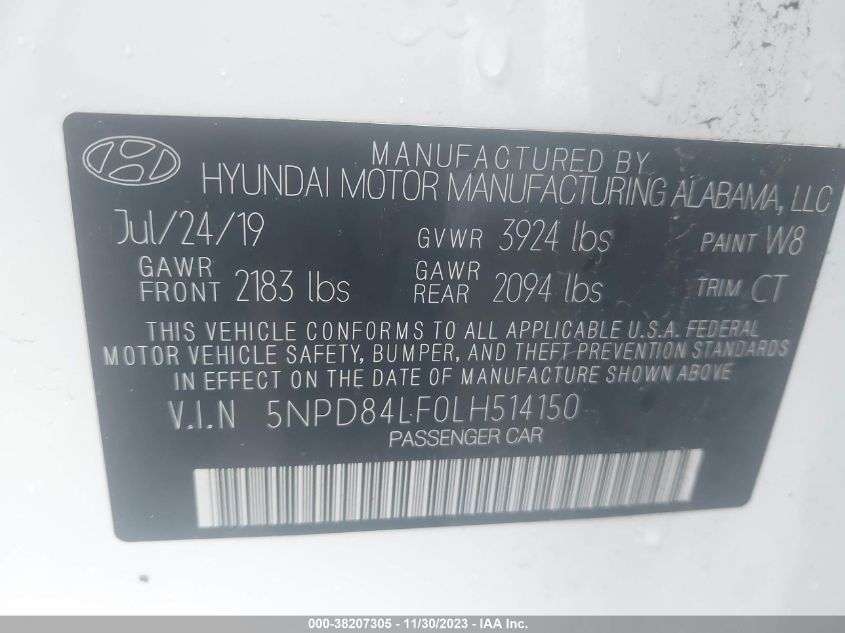 MANUFACTURED BY
HYUNDAI MOTOR MANUFACTURING ALABAMA, LLC
Jul/24/19 GVWR 3924 lbs PAINT W8
GAWR FRONT 2183 lbs GAWR REAR 2094 lbs TRIM CT
THIS VEHICLE CONFORMS TO ALL APPLICABLE U.S.A. FEDERAL
MOTOR VEHICLE SAFETY, BUMPER, AND THEFT PREVENTION STANDARDS
IN EFFECT ON THE DATE OF MANUFACTURE SHOWN ABOVE
V.I.N 5NPD84LF0LH514150
PASSENGER CAR
000-38207305 - 11/30/2023 - IAA Inc.